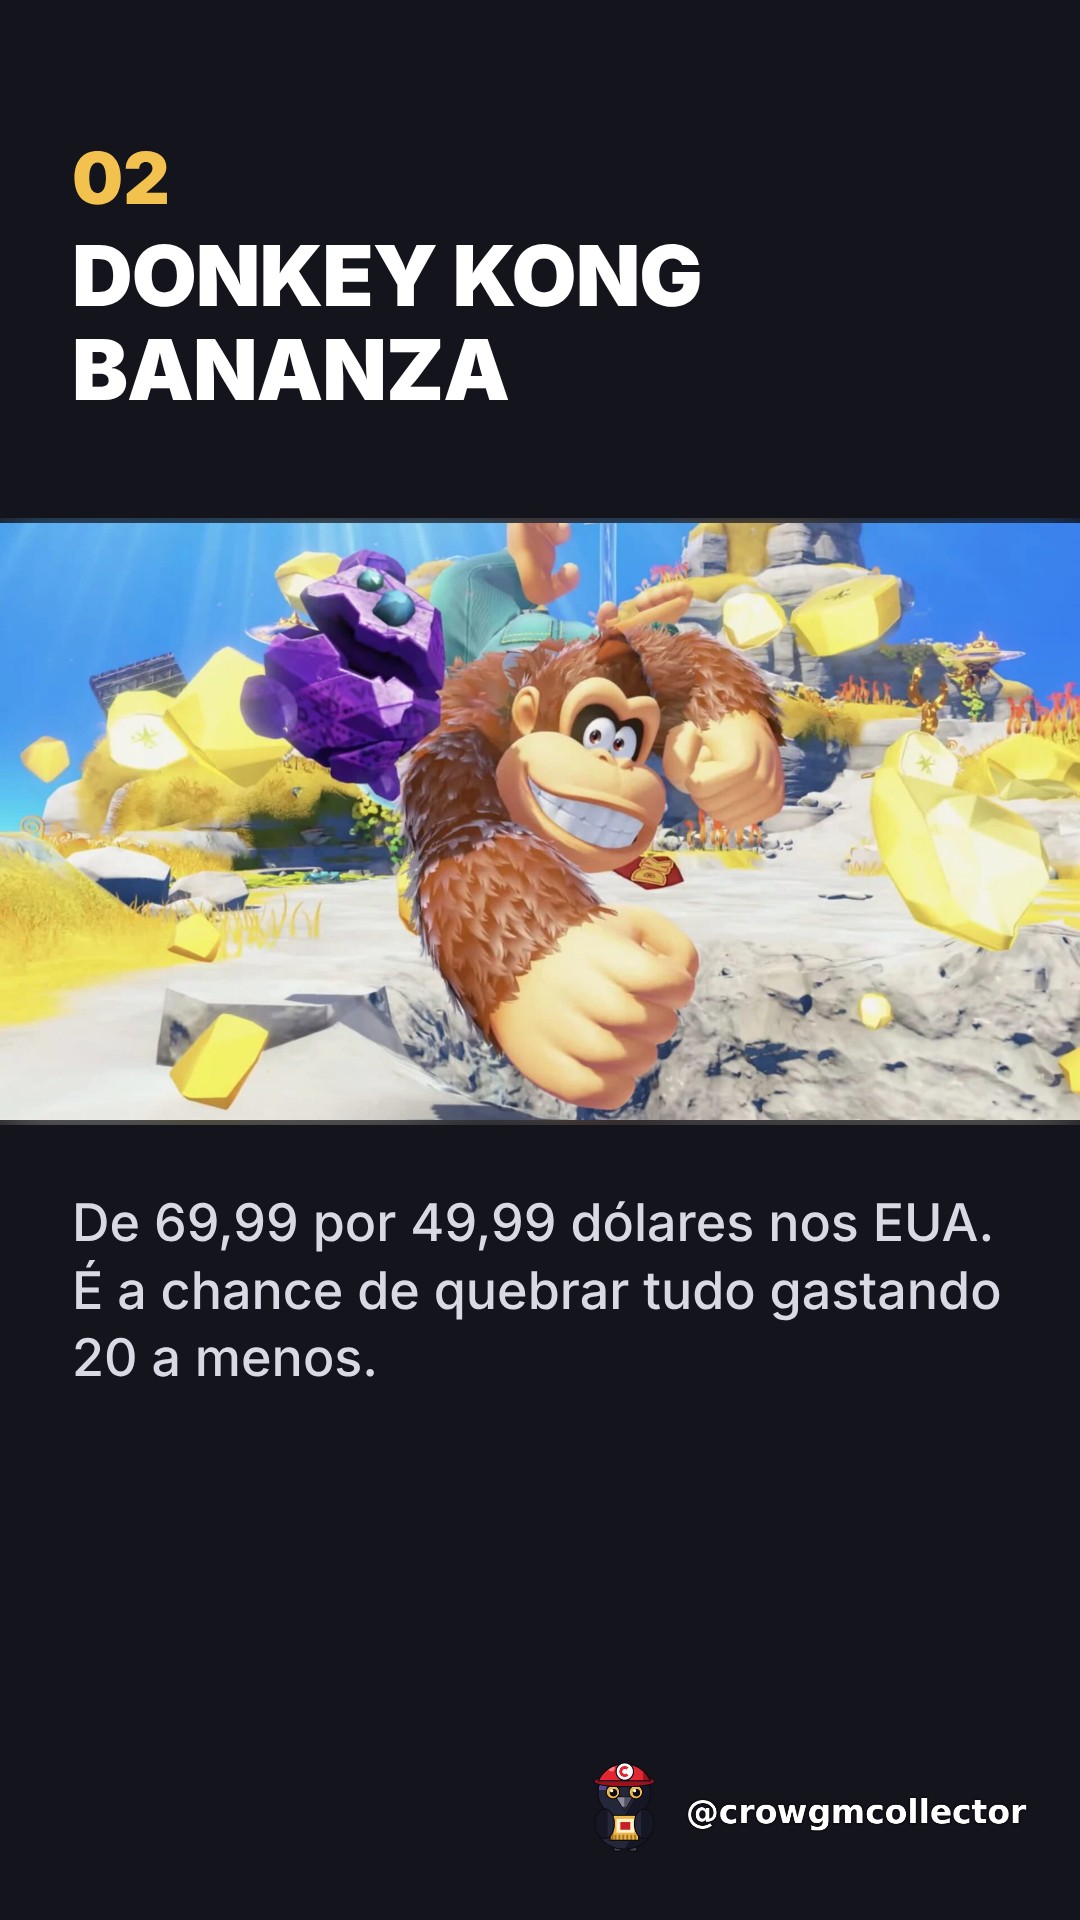 02
DONKEY KONG
BANANZA
DK
De 69,99 por 49,99 dólares nos EUA.
É a chance de quebrar tudo gastando
20 a menos.
C
@crowgmcollector